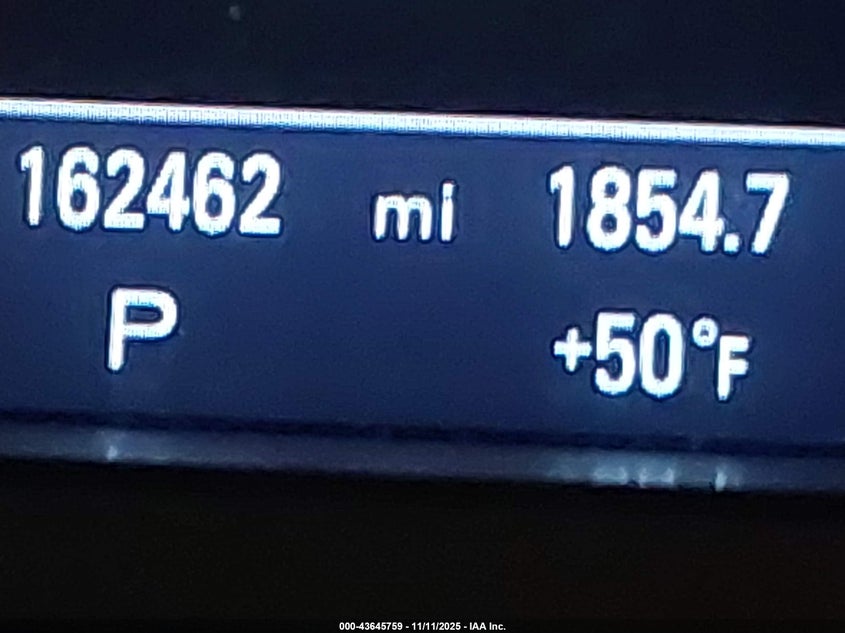 162462 mi 1854.7
P +50°F
000-43645759 - 11/11/2025 - IAA Inc.